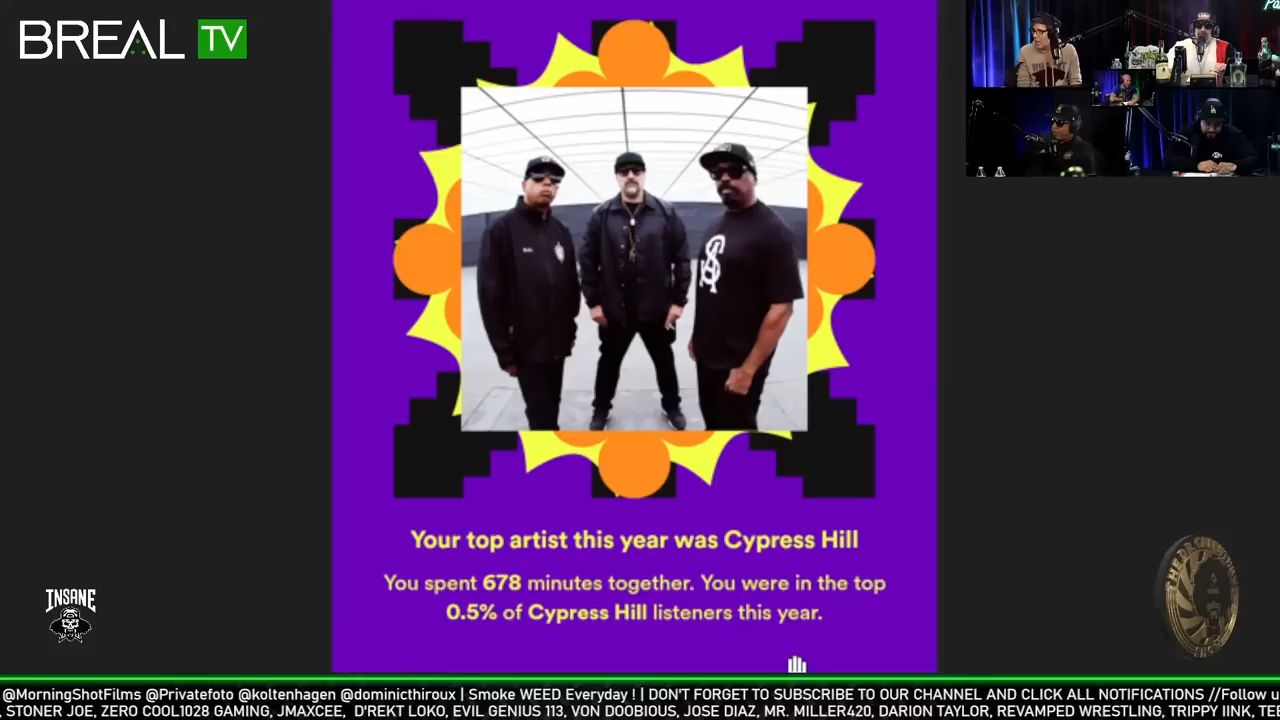 BREAL TV
Your top artist this year was Cypress Hill
You spent 678 minutes together. You were in the top
0.5% of Cypress Hill listeners this year.
INSANE
@MorningShotFilms @Privatefoto @koltenhagen @dominicthiroux | Smoke WEED Everyday ! | DON'T FORGET TO SUBSCRIBE TO OUR CHANNEL AND CLICK ALL NOTIFICATIONS //Follow u
, STONER JOE, ZERO COOL1028 GAMING, JMAXCEE, D'REKT LOKO, EVIL GENIUS 113, VON DOOBIOUS, JOSE DIAZ, MR. MILLER420, DARION TAYLOR, REVAMPED WRESTLING, TRIPPY IINK, TEE